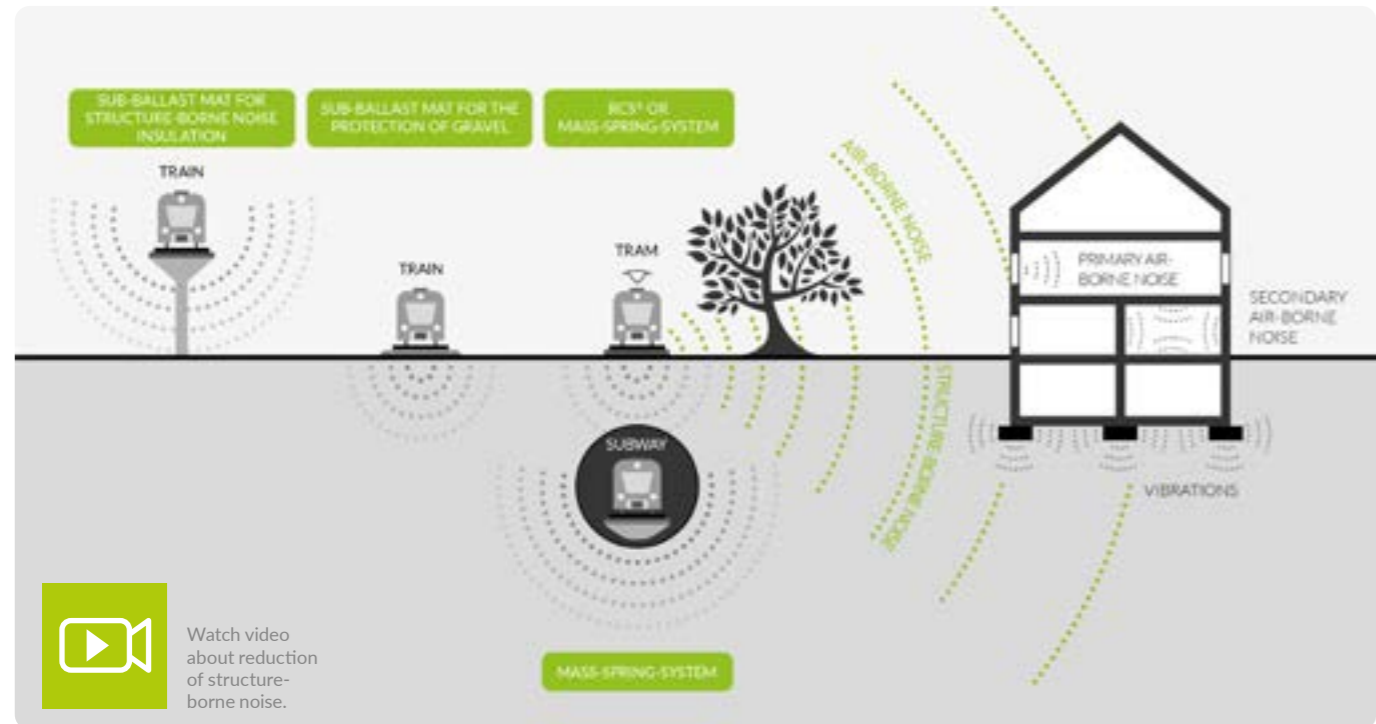 SUB-BALLAST MAT FOR
STRUCTURE-BORNE NOISE
INSULATION
SUB-BALLAST MAT FOR THE
PROTECTION OF GRAVEL
RCS® OR
MASS-SPRING-SYSTEM
TRAIN
TRAIN
TRAM
AIR-BORNE NOISE
PRIMARY AIR-
BORNE NOISE
SECONDARY
AIR-BORNE
NOISE
STRUCTURE BORNE NOISE
SUBWAY
VIBRATIONS
MASS-SPRING-SYSTEM
Watch video
about reduction
of structure-
borne noise.